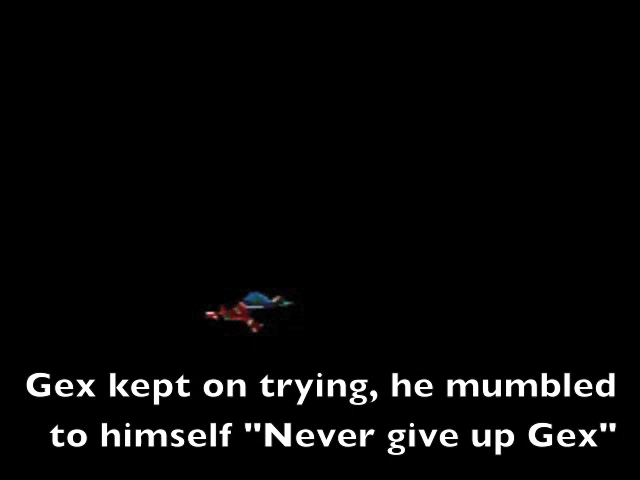 Gex kept on trying, he mumbled
to himself "Never give up Gex"